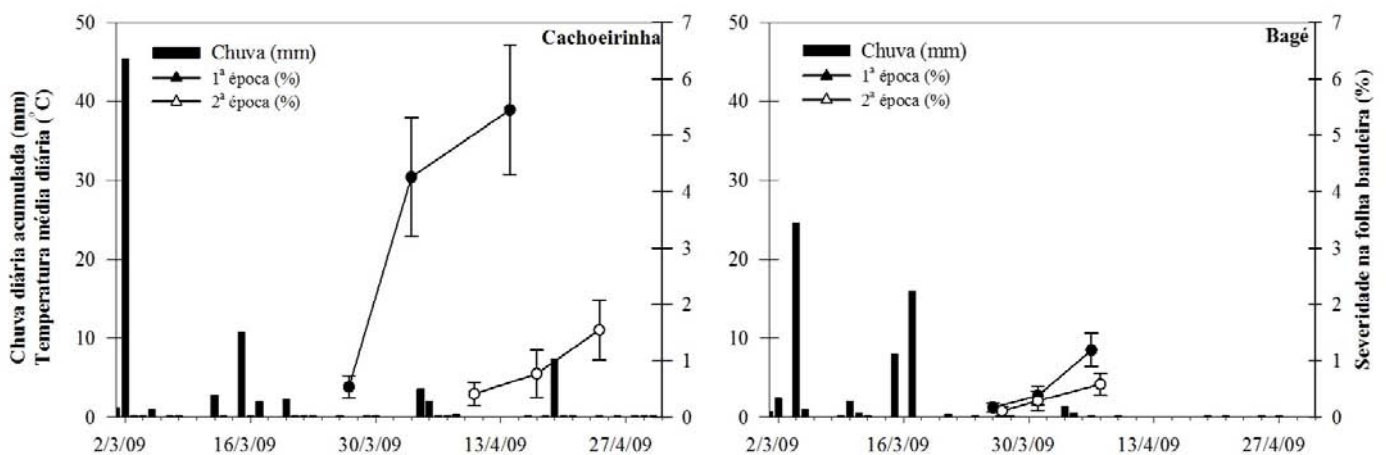 Chuva diária acumulada (mm)
Temperatura média diária (°C)
50
40
30
20
10
0
Cachoeirinha
Chuva (mm)
1ª época (%)
2ª época (%)
7
6
5
4
3
2
1
0
2/3/09 16/3/09 30/3/09 13/4/09 27/4/09
50
40
30
20
10
0
Bagé
Chuva (mm)
1ª época (%)
2ª época (%)
7
6
5
4
3
2
1
0
2/3/09 16/3/09 30/3/09 13/4/09 27/4/09
Severidade na folha bandeira (%)